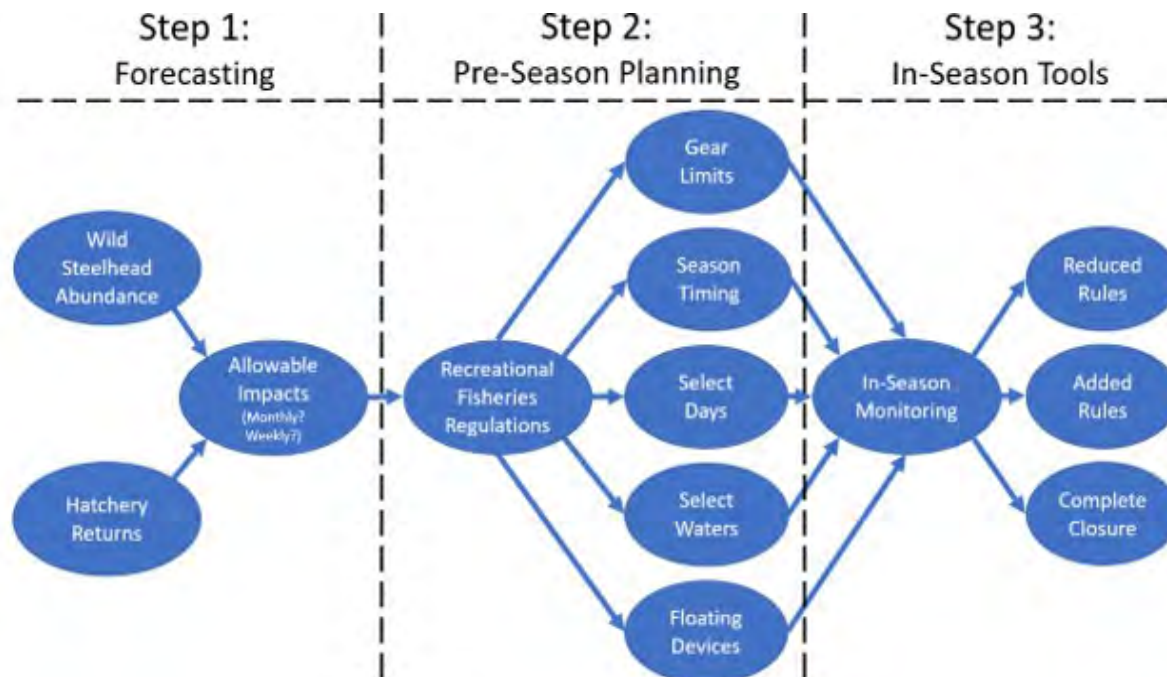 Step 1:
Forecasting
Step 2:
Pre-Season Planning
Step 3:
In-Season Tools
Wild
Steelhead
Abundance
Hatchery
Returns
Allowable
Impacts
(Monthly?
Weekly?)
Recreational
Fisheries
Regulations
Gear
Limits
Season
Timing
Select
Days
Select
Waters
Floating
Devices
In-Season
Monitoring
Reduced
Rules
Added
Rules
Complete
Closure